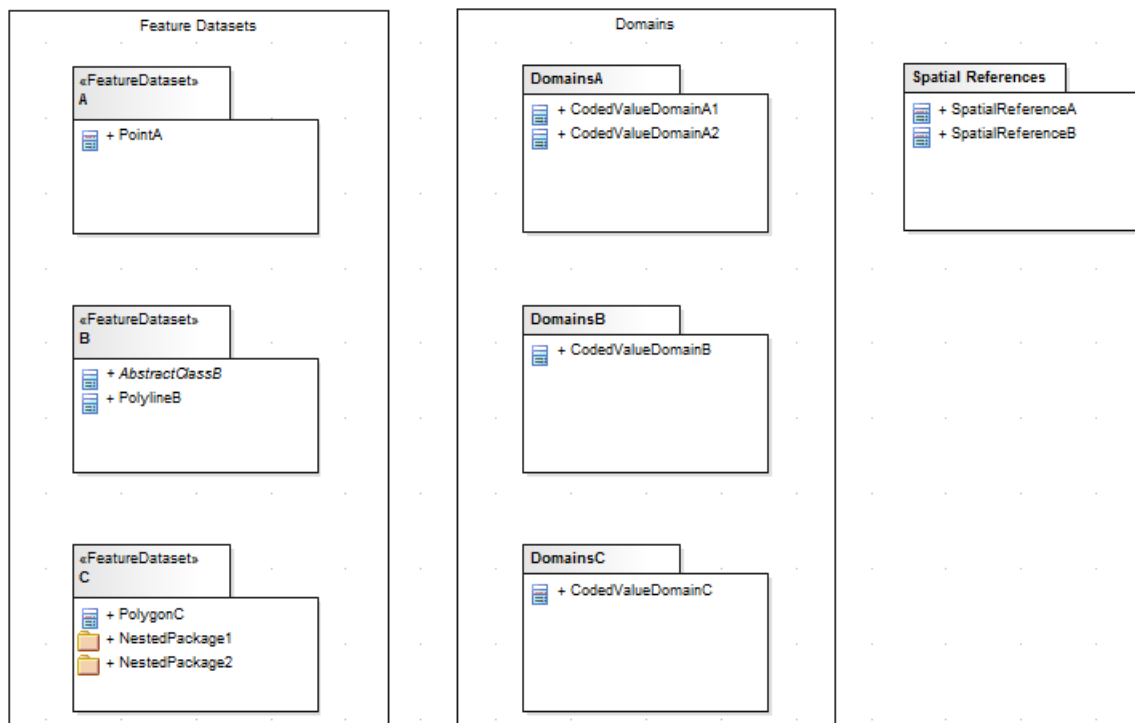 Feature Datasets
«FeatureDataset»
A
+ PointA
«FeatureDataset»
B
+ AbstractClassB
+ PolylineB
«FeatureDataset»
C
+ PolygonC
+ NestedPackage1
+ NestedPackage2
Domains
DomainsA
+ CodedValueDomainA1
+ CodedValueDomainA2
DomainsB
+ CodedValueDomainB
DomainsC
+ CodedValueDomainC
Spatial References
+ SpatialReferenceA
+ SpatialReferenceB